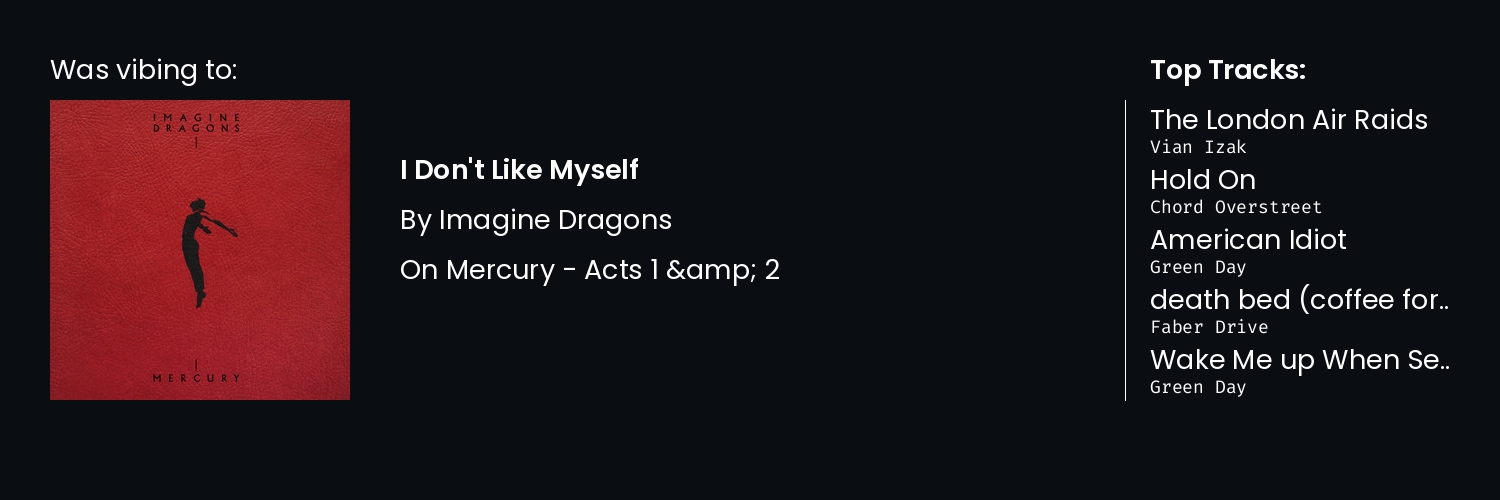 Was vibing to:
IMAGINE
DRAGONS
MERCURY
I Don't Like Myself
By Imagine Dragons
On Mercury - Acts 1 &amp;amp; 2
Top Tracks:
The London Air Raids
Vian Izak
Hold On
Chord Overstreet
American Idiot
Green Day
death bed (coffee for..
Faber Drive
Wake Me up When Se..
Green Day